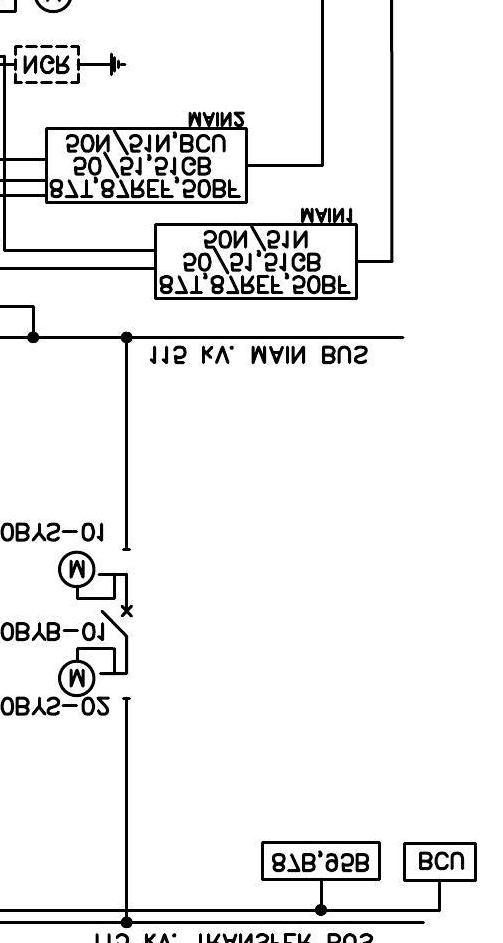 115 kV. TRANSFER BUS
87B,95B
BCU
0BYS-02
M
0BYB-01
M
0BYS-01
115 kV. MAIN BUS
87T,87REF,50BF
50/51,51GB
50N/51N
MAIN1
87T,87REF,50BF
50/51,51GB
50N/51N,BCU
MAIN2
NGR